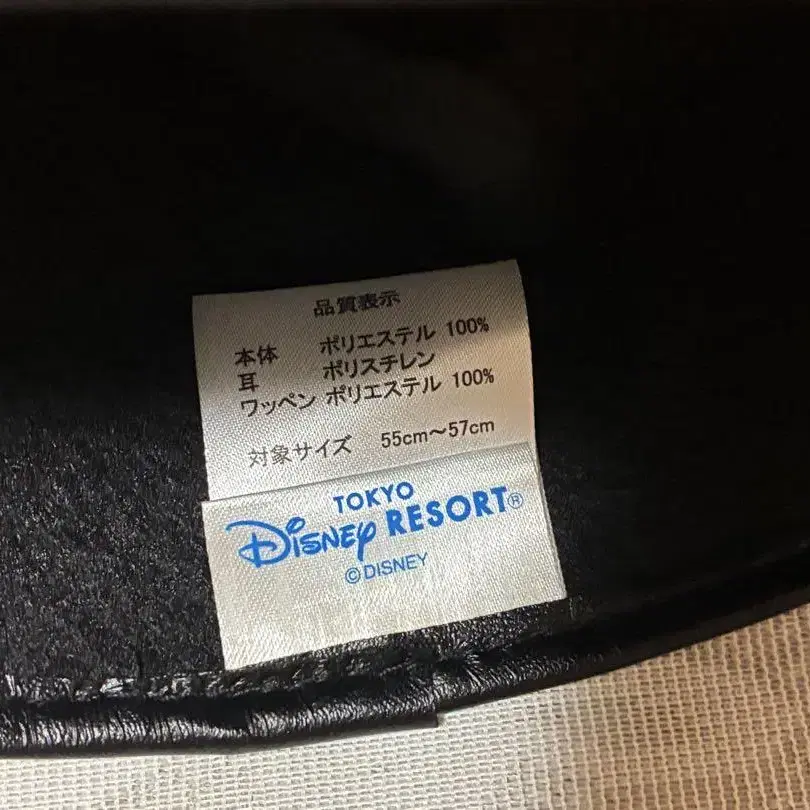 品質表示
本体 ポリエステル 100%
耳 ポリスチレン
ワッペン ポリエステル 100%
対象サイズ 55cm～57cm
TOKYO
Disney RESORT®
©DISNEY